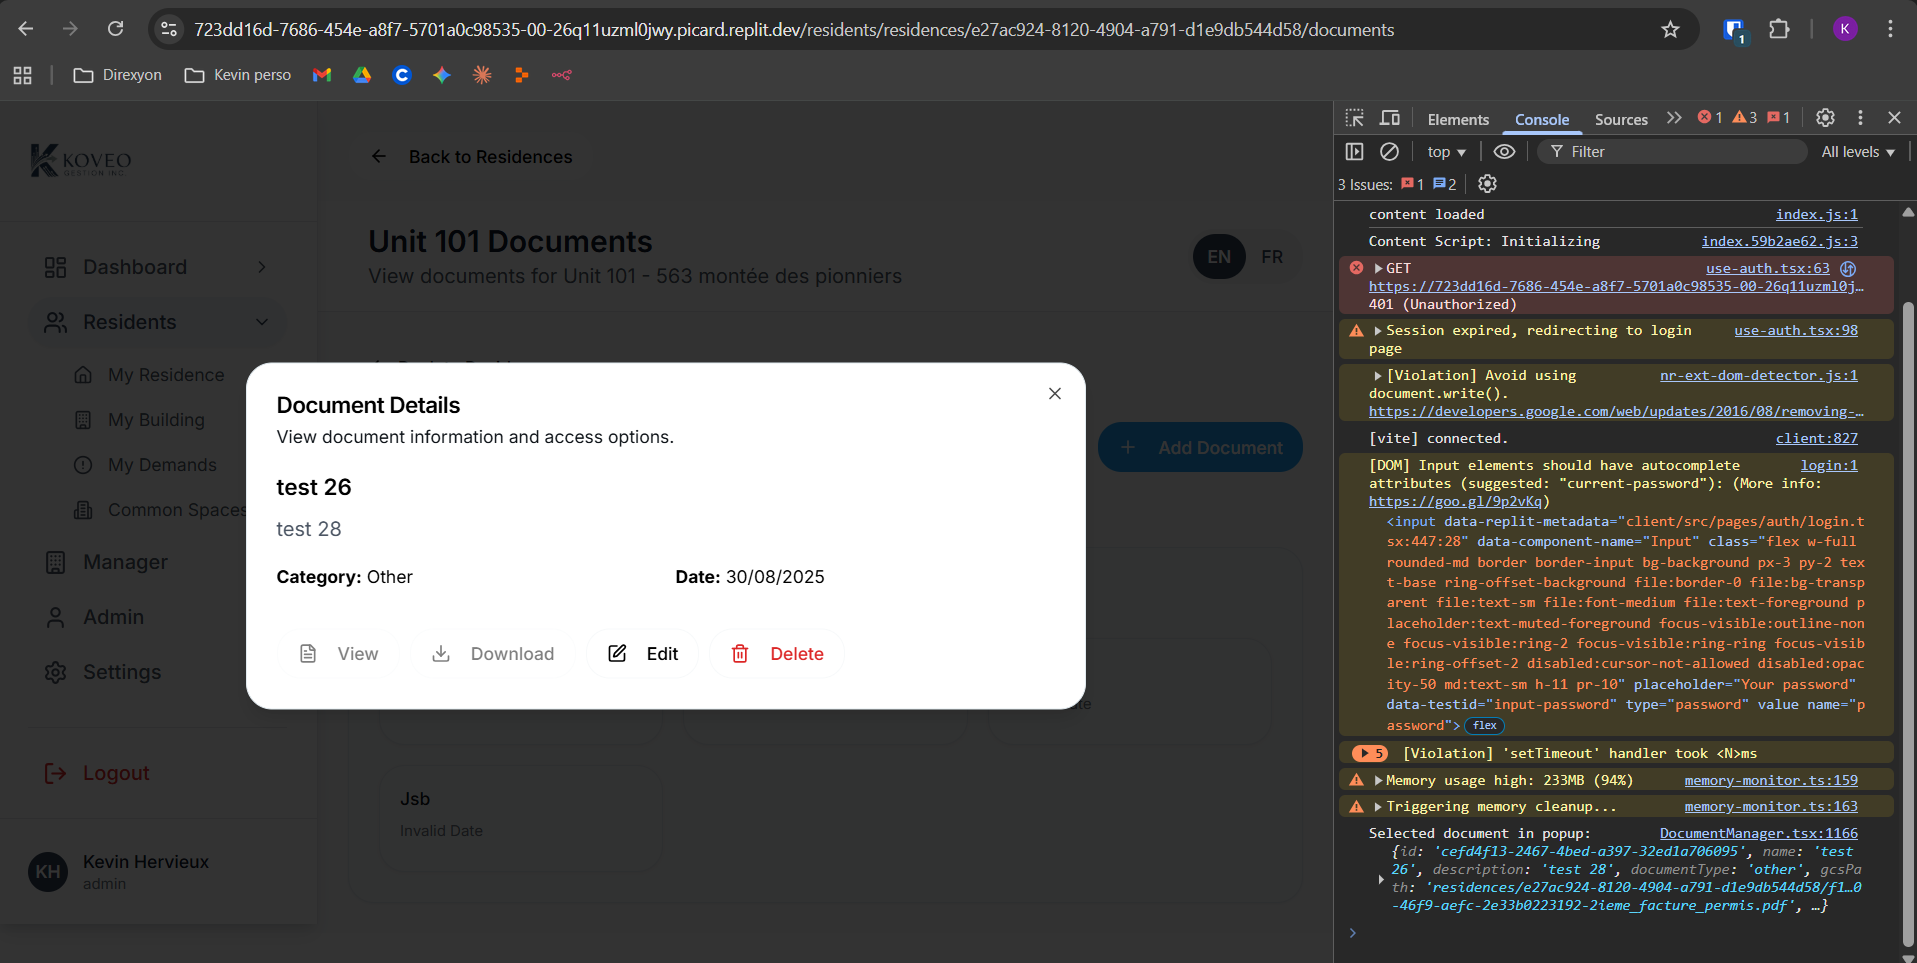 723dd16d-7686-454e-a8f7-5701a0c98535-00-26q11uzml0jwy.picard.replit.dev/residents/residences/e27ac924-8120-4904-a791-d1e9db544d58/documents
1
K
Direxyon
Kevin perso
KOVEO
GESTION INC
Dashboard
Residents
My Residence
My Building
My Demands
Common Spaces
Manager
Admin
Settings
Logout
KH
Kevin Hervieux
admin
Back to Residences
Unit 101 Documents
View documents for Unit 101 - 563 montée des pionniers
EN
FR
Add Document
Document Details
View document information and access options.
test 26
test 28
Category: Other
Date: 30/08/2025
View
Download
Edit
Delete
Jsb
Invalid Date
Elements
Console
Sources
1
3
1
top
Filter
All levels
3 Issues:
1
2
content loaded index.js:1
Content Script: Initializing index.59b2ae62.js:3
GET use-auth.tsx:63
https://723dd16d-7686-454e-a8f7-5701a0c98535-00-26q11uzml0j…
401 (Unauthorized)
Session expired, redirecting to login use-auth.tsx:98
page
[Violation] Avoid using nr-ext-dom-detector.js:1
document.write().
https://developers.google.com/web/updates/2016/08/removing-…
[vite] connected. client:827
[DOM] Input elements should have autocomplete login:1
attributes (suggested: "current-password"): (More info:
https://goo.gl/9p2vKq)
<input data-replit-metadata="client/src/pages/auth/login.t
sx:447:28" data-component-name="Input" class="flex w-full
rounded-md border border-input bg-background px-3 py-2 tex
t-base ring-offset-background file:border-0 file:bg-transp
arent file:text-sm file:font-medium file:text-foreground p
laceholder:text-muted-foreground focus-visible:outline-non
e focus-visible:ring-2 focus-visible:ring-ring focus-visib
le:ring-offset-2 disabled:cursor-not-allowed disabled:opac
ity-50 md:text-sm h-11 pr-10" placeholder="Your password"
data-testid="input-password" type="password" value name="p
assword"> flex
5 [Violation] 'setTimeout' handler took <N>ms
Memory usage high: 233MB (94%) memory-monitor.ts:159
Triggering memory cleanup... memory-monitor.ts:163
Selected document in popup: DocumentManager.tsx:1166
{id: 'cefd4f13-2467-4bed-a397-32ed1a706095', name: 'test
26', description: 'test 28', documentType: 'other', gcsPa
th: 'residences/e27ac924-8120-4904-a791-d1e9db544d58/f1…0
-46f9-aefc-2e33b0223192-2ieme_facture_permis.pdf', …}